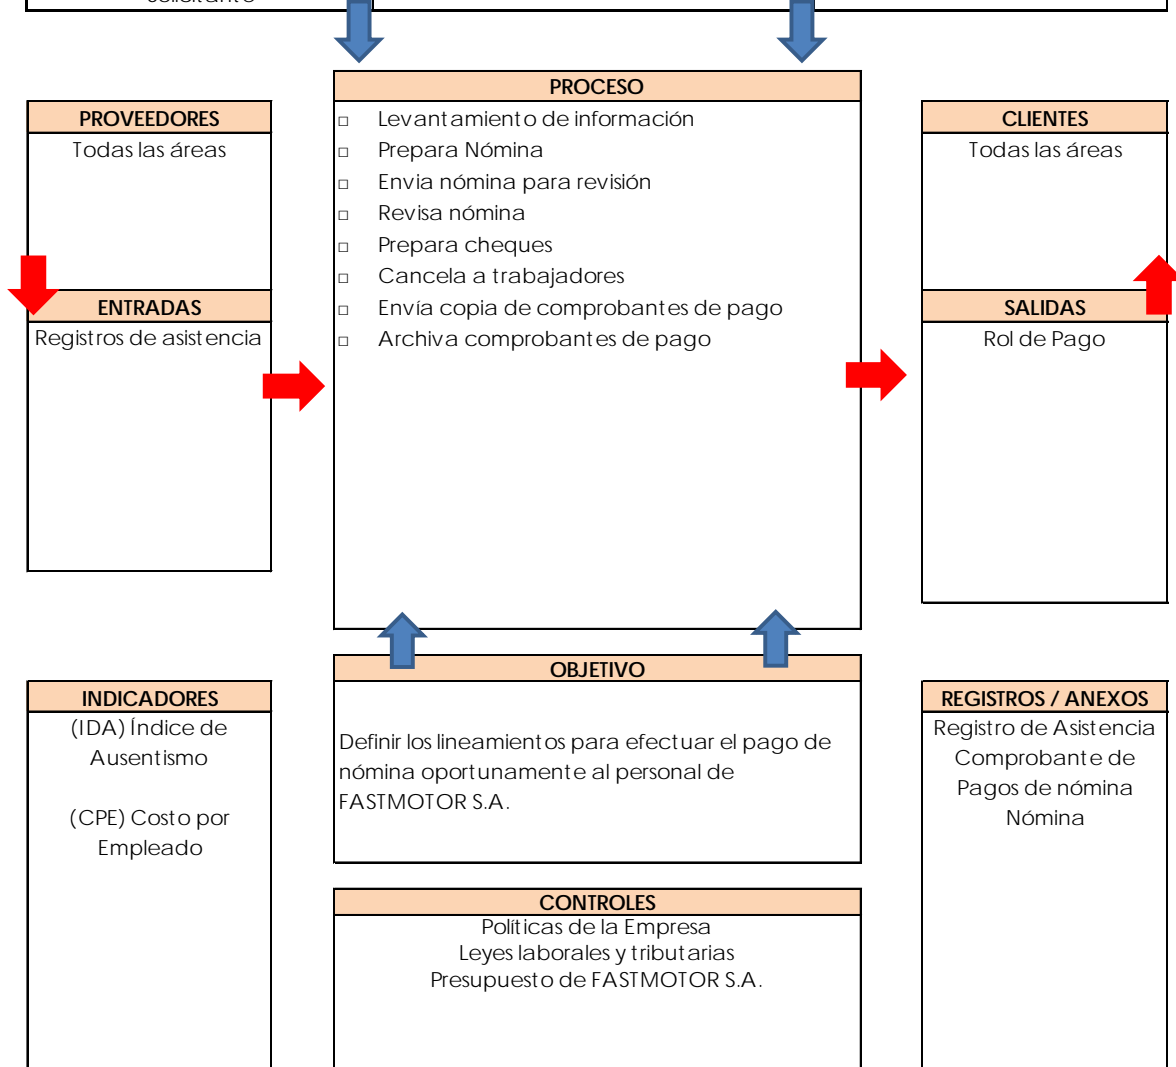 PROCESO
□ Levantamiento de información
□ Prepara Nómina
□ Envia nómina para revisión
□ Revisa nómina
□ Prepara cheques
□ Cancela a trabajadores
□ Envía copia de comprobantes de pago
□ Archiva comprobantes de pago
PROVEEDORES
Todas las áreas
ENTRADAS
Registros de asistencia
CLIENTES
Todas las áreas
SALIDAS
Rol de Pago
OBJETIVO
Definir los lineamientos para efectuar el pago de
nómina oportunamente al personal de
FASTMOTOR S.A.
INDICADORES
(IDA) Índice de
Ausentismo
(CPE) Costo por
Empleado
REGISTROS / ANEXOS
Registro de Asistencia
Comprobante de
Pagos de nómina
Nómina
CONTROLES
Políticas de la Empresa
Leyes laborales y tributarias
Presupuesto de FASTMOTOR S.A.